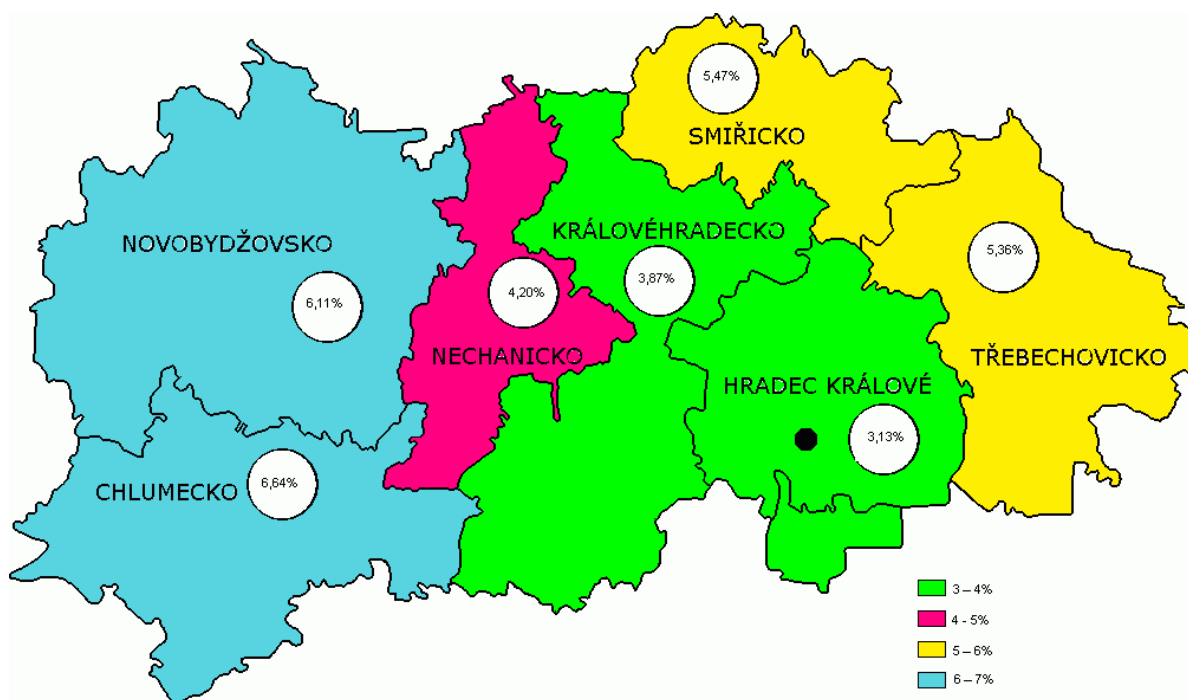 5,47%
SMIŘICKO
KRÁLOVÉHRADECKO
3,87%
5,36%
NOVOBYDŽOVSKO
6,11%
4,20%
NECHANICKO
TŘEBECHOVICKO
HRADEC KRÁLOVÉ
3,13%
CHLUMECKO
6,64%
3 – 4%
4 - 5%
5 – 6%
6 – 7%